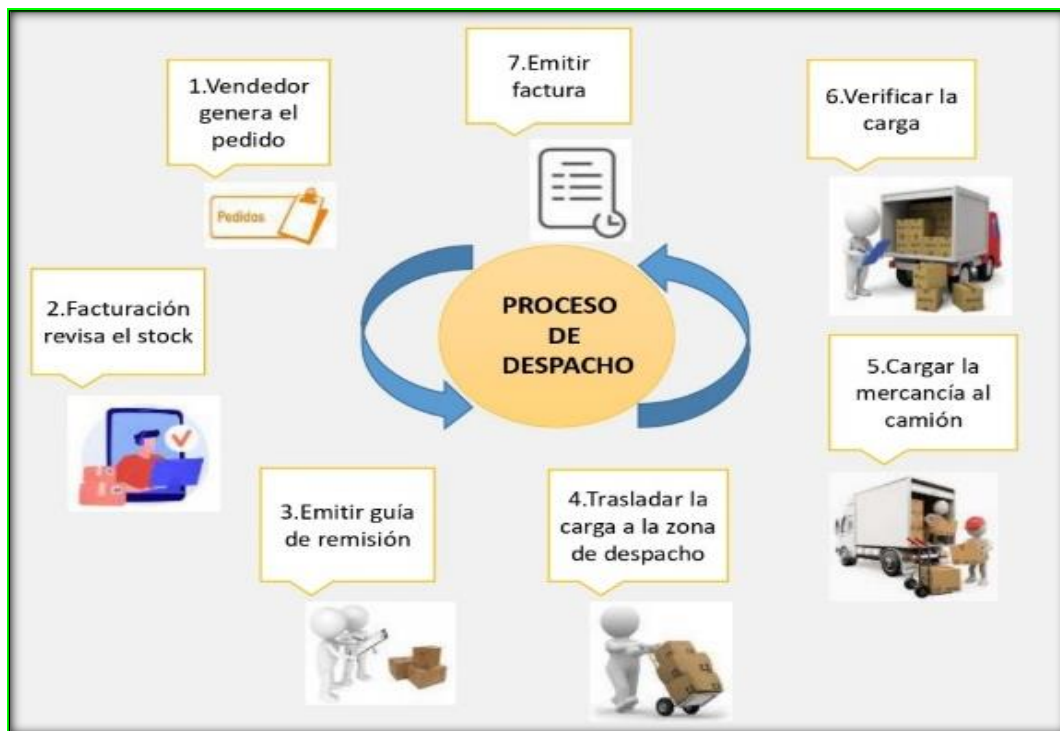 1.Vendedor
genera el
pedido
Pedidos
2.Facturación
revisa el stock
3.Emitir guía
de remisión
4.Trasladar la
carga a la zona
de despacho
5.Cargar la
mercancía al
camión
6.Verificar la
carga
7.Emitir
factura
PROCESO
DE
DESPACHO